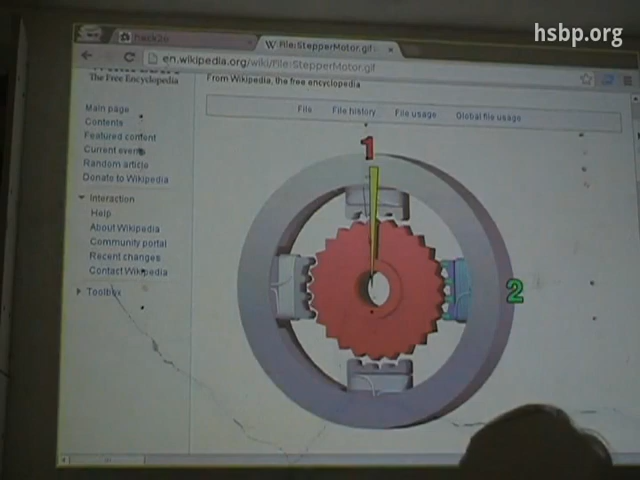 hsbp.org
File:StepperMotor.gif
en.wikipedia.org/wiki/File:StepperMotor.gif
The Free Encyclopedia
From Wikipedia, the free encyclopedia
File File history File usage Global file usage
Main page
Contents
Featured content
Current events
Random article
Donate to Wikipedia
Interaction
Help
About Wikipedia
Community portal
Recent changes
Contact Wikipedia
Toolbox
1
2